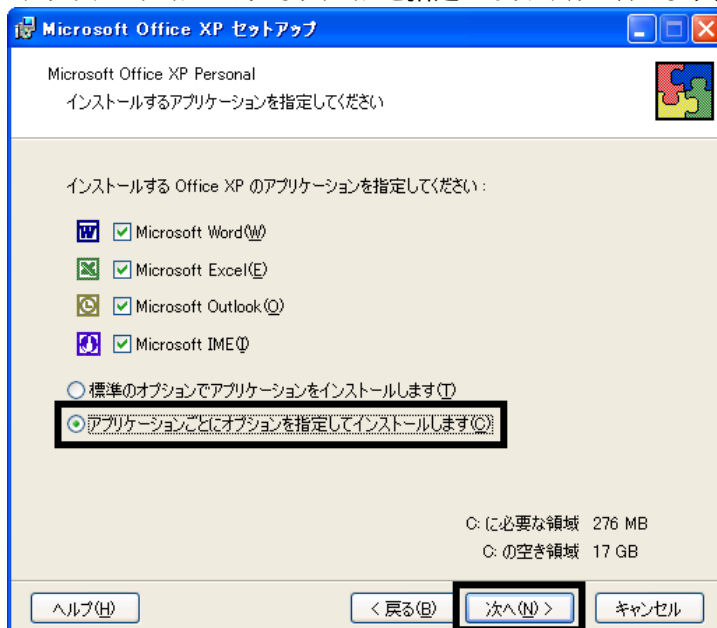 Microsoft Office XP セットアップ
Microsoft Office XP Personal
インストールするアプリケーションを指定してください
インストールする Office XP のアプリケーションを指定してください:
Microsoft Word(W)
Microsoft Excel(E)
Microsoft Outlook(O)
Microsoft IME(I)
標準のオプションでアプリケーションをインストールします(T)
アプリケーションごとにオプションを指定してインストールします(C)
C: に必要な領域 276 MB
C: の空き領域 17 GB
ヘルプ(H)
< 戻る(B)
次へ(N) >
キャンセル